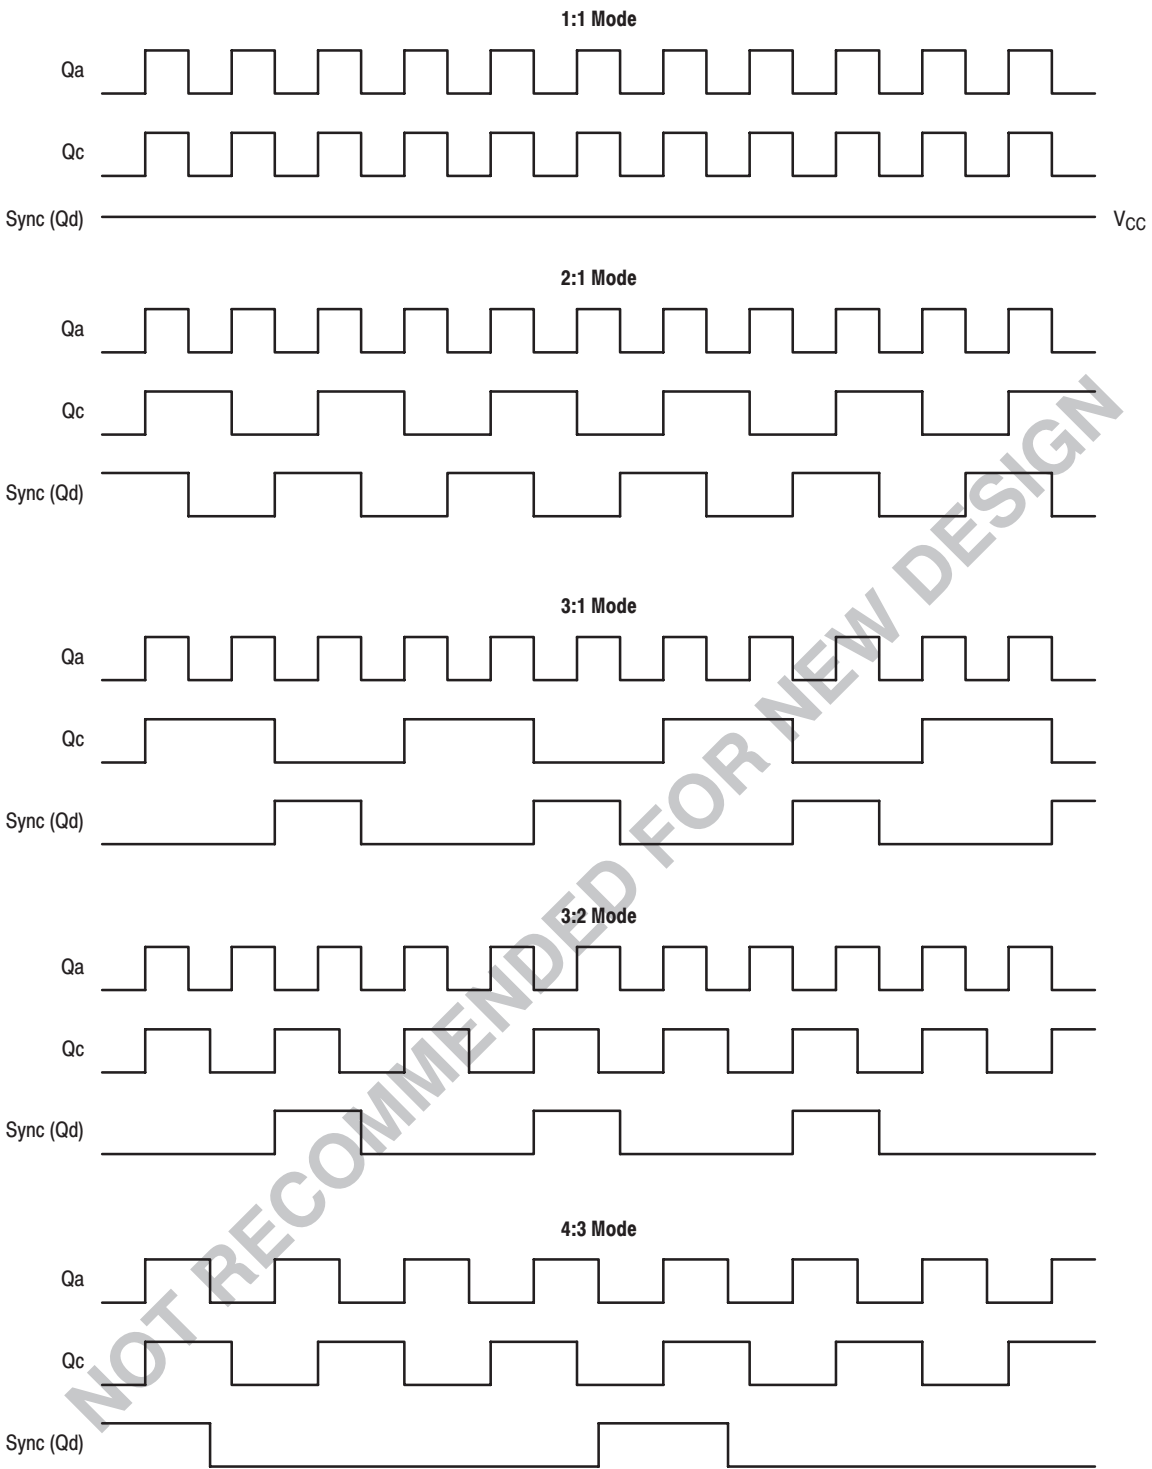 1:1 Mode
Qa
Qc
Sync (Qd)
VCC
2:1 Mode
Qa
Qc
Sync (Qd)
3:1 Mode
Qa
Qc
Sync (Qd)
3:2 Mode
Qa
Qc
Sync (Qd)
4:3 Mode
Qa
Qc
Sync (Qd)
NOT RECOMMENDED FOR NEW DESIGN